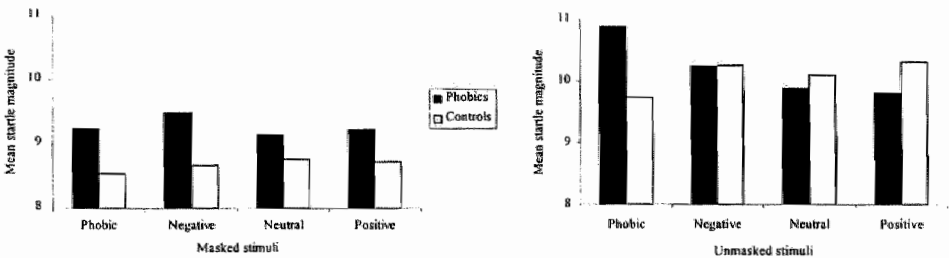 Mean startle magnitude
11
10
9
8
Phobic Negative Neutral Positive
Masked stimuli
Phobics
Controls
Mean startle magnitude
11
10
9
8
Phobic Negative Neutral Positive
Unmasked stimuli